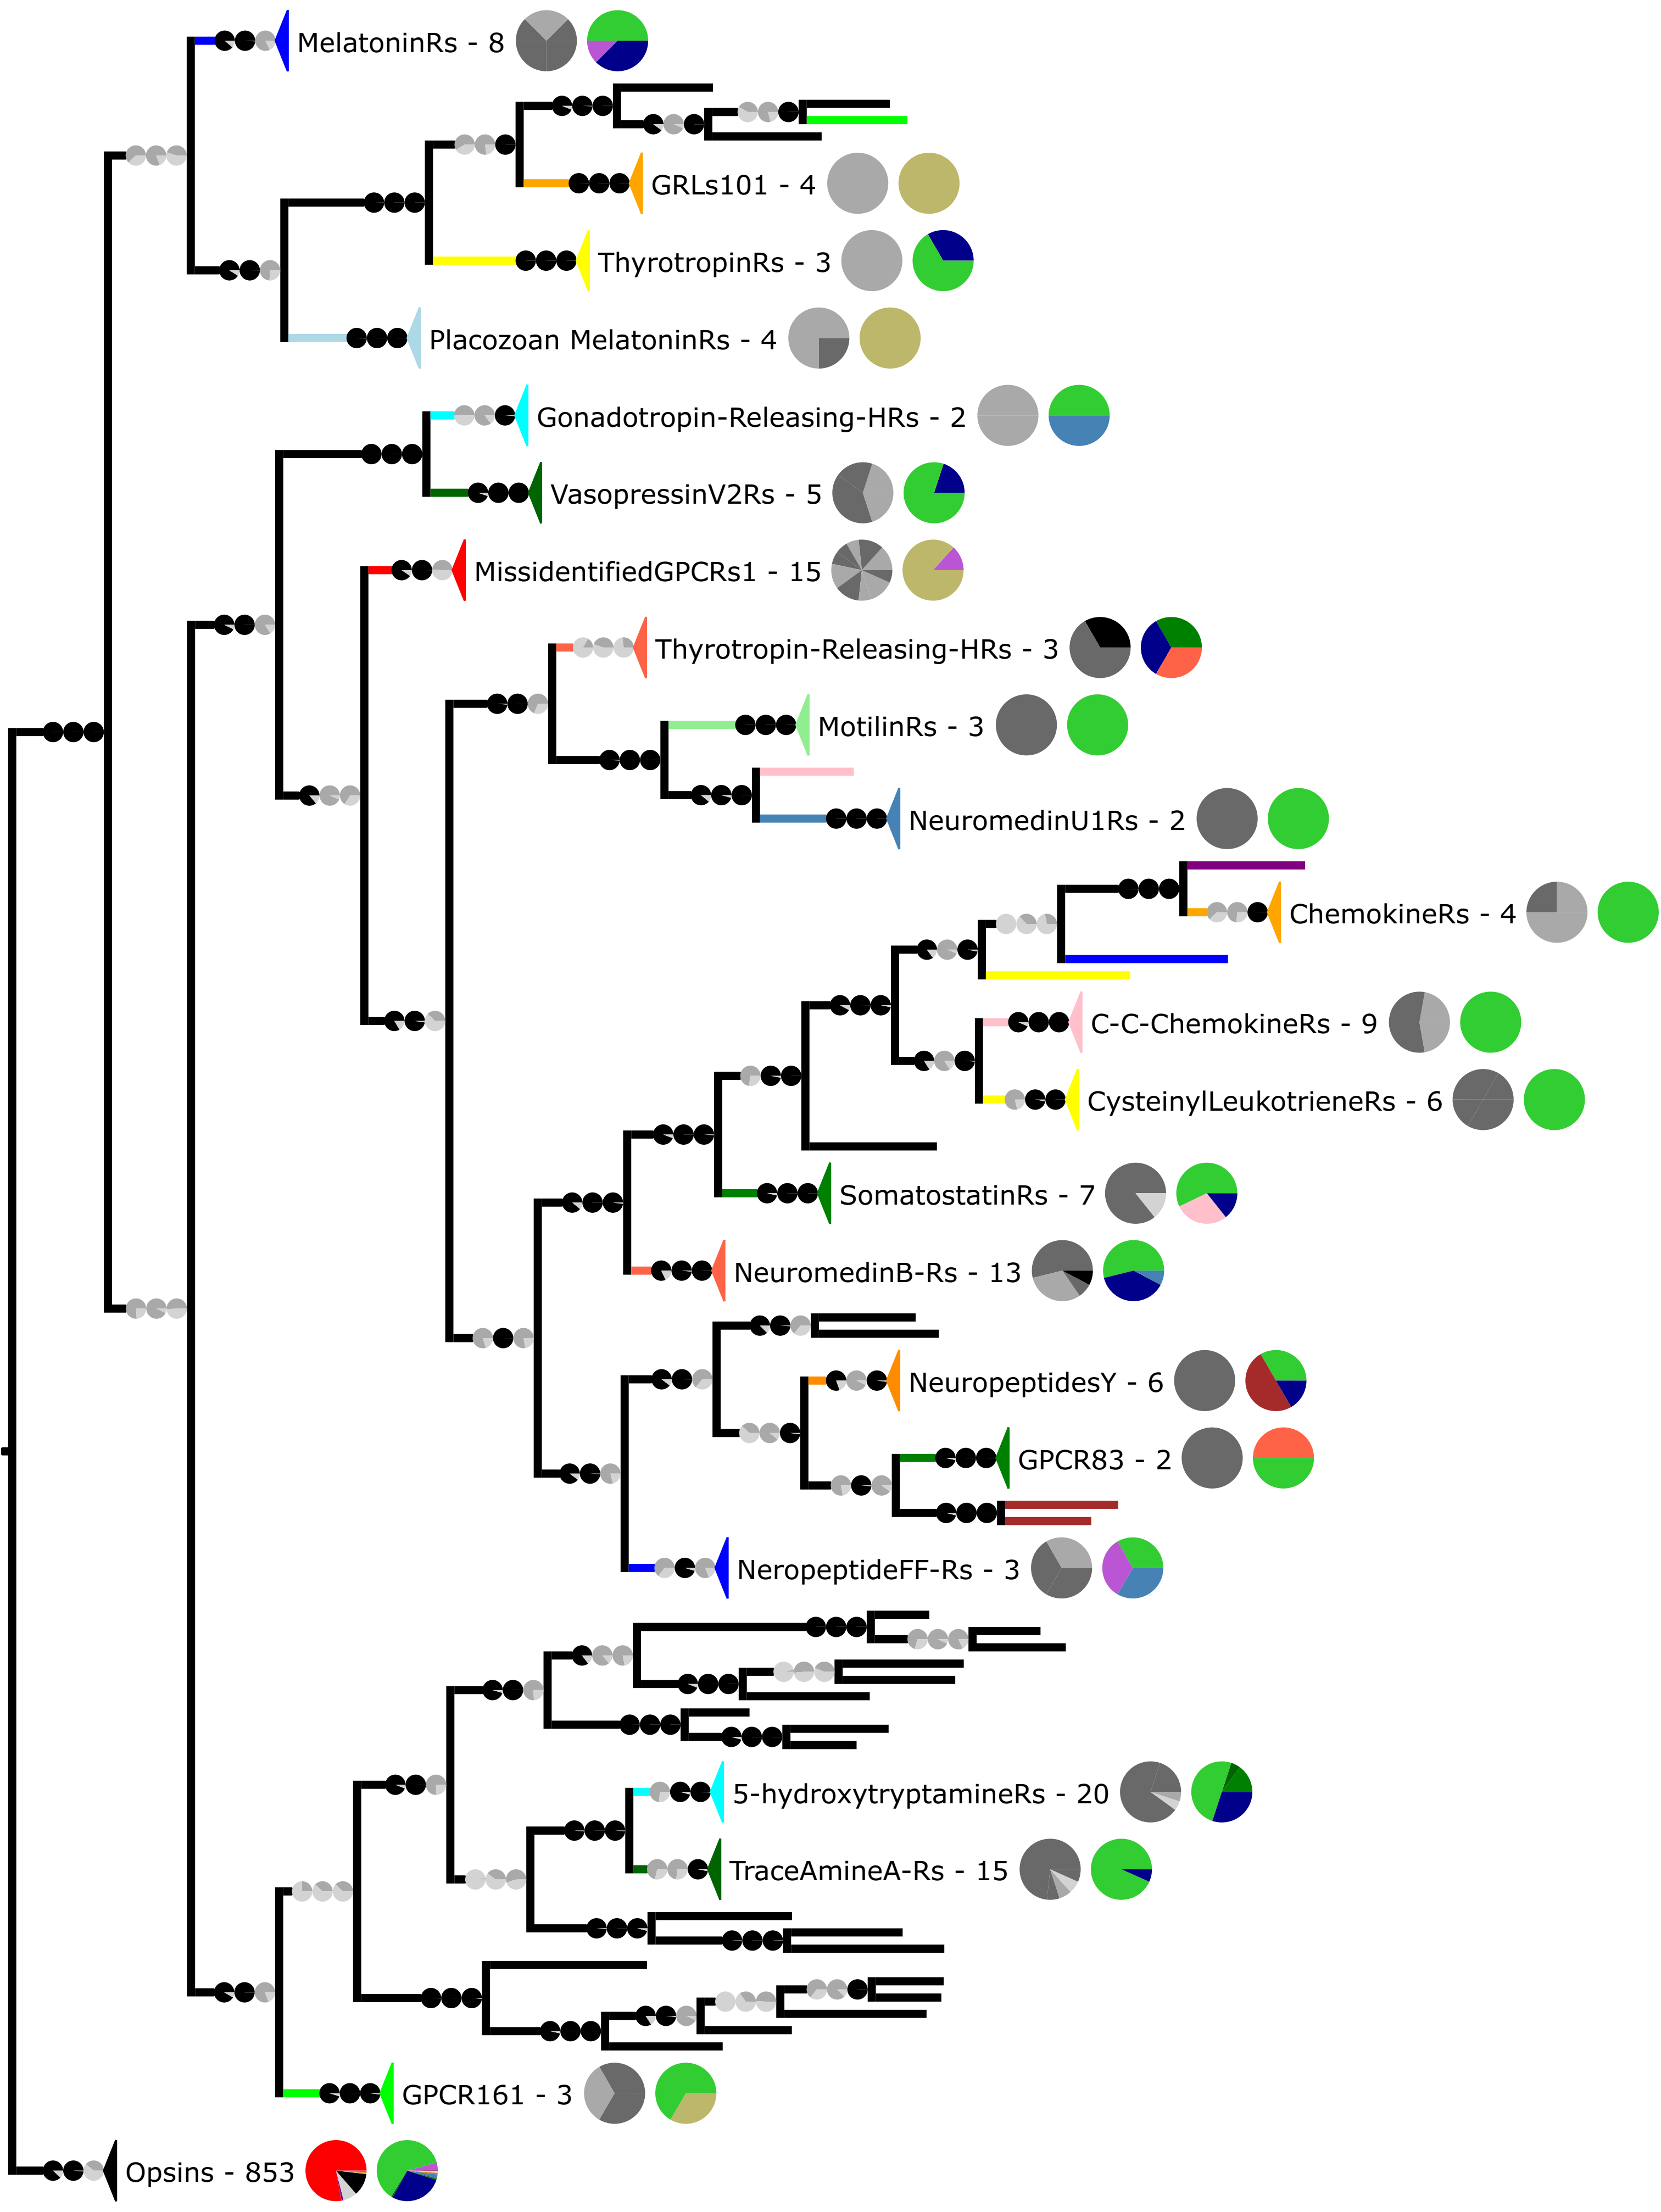 MelatoninRs - 8
GRLs101 - 4
ThyrotropinRs - 3
Placozoan MelatoninRs - 4
Gonadotropin-Releasing-HRs - 2
VasopressinV2Rs - 5
MissidentifiedGPCRs1 - 15
Thyrotropin-Releasing-HRs - 3
MotilinRs - 3
NeuromedinU1Rs - 2
ChemokineRs - 4
C-C-ChemokineRs - 9
CysteinylLeukotrieneRs - 6
SomatostatinRs - 7
NeuromedinB-Rs - 13
NeuropeptidesY - 6
GPCR83 - 2
NeropeptideFF-Rs - 3
5-hydroxytryptamineRs - 20
TraceAmineA-Rs - 15
GPCR161 - 3
Opsins - 853